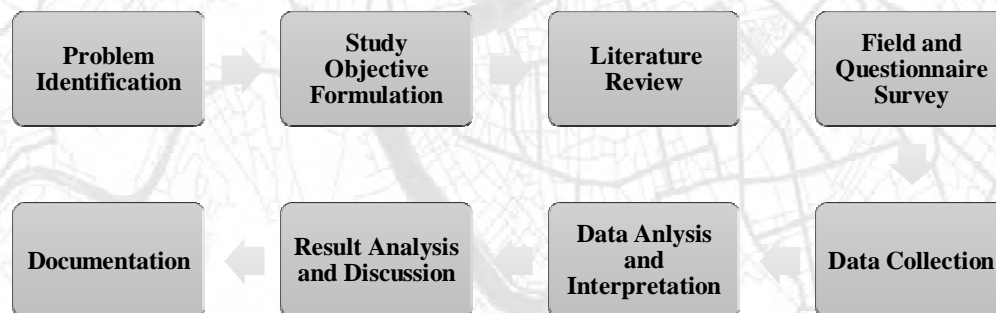 Problem
Identification
Study
Objective
Formulation
Literature
Review
Field and
Questionnaire
Survey
Data Collection
Data Anlysis
and
Interpretation
Result Analysis
and Discussion
Documentation